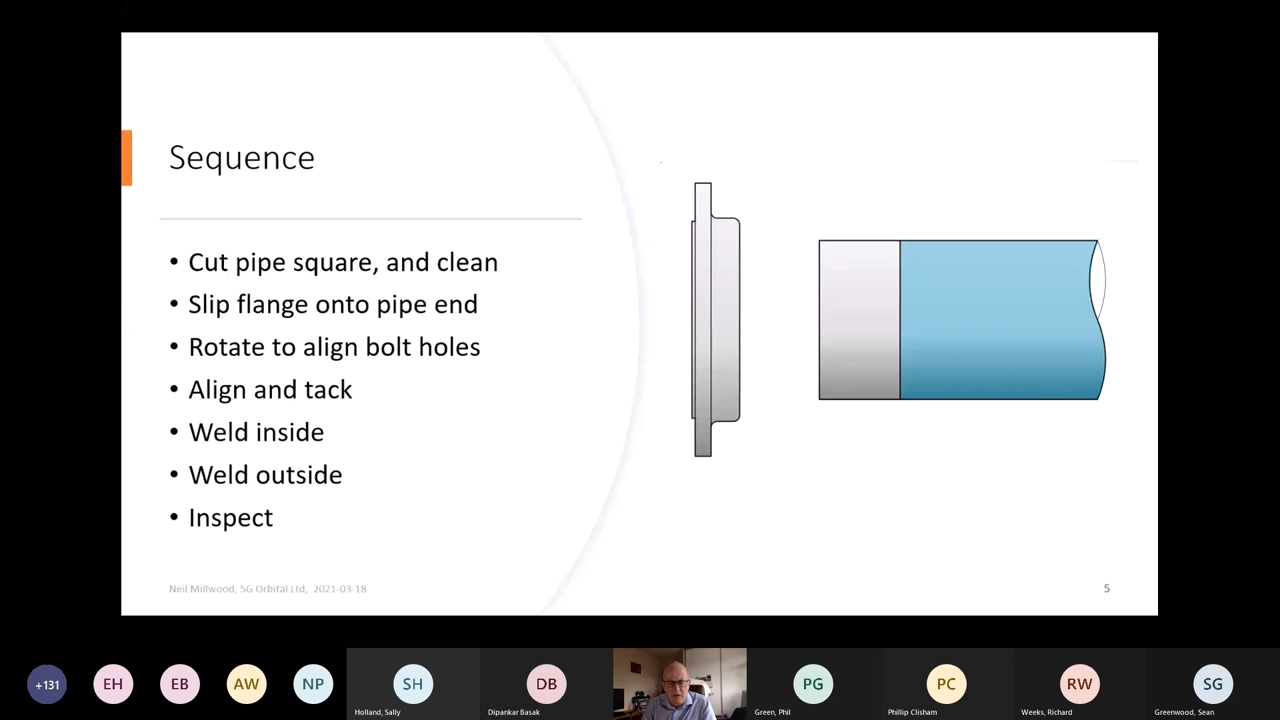 Sequence
• Cut pipe square, and clean
• Slip flange onto pipe end
• Rotate to align bolt holes
• Align and tack
• Weld inside
• Weld outside
• Inspect
Neil Millwood, SG Orbital Ltd, 2021-03-18
5
+131
EH
EB
AW
NP
SH
DB
PG
PC
RW
SG
Holland, Sally
Dipankar Basak
Green, Phil
Phillip Clisham
Weeks, Richard
Greenwood, Sean